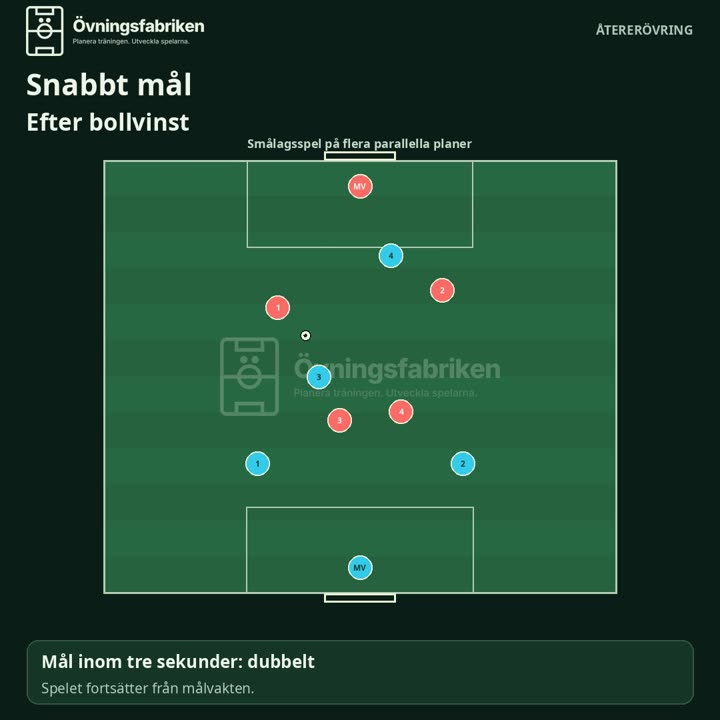 Övningsfabriken
Planera träningen. Utveckla spelarna.
ÅTERERÖVRING
Snabbt mål
Efter bollvinst
Smålagsspel på flera parallella planer
MV
4
2
1
Övningsfabriken
3
Planera träningen. Utveckla spelarna.
4
3
1
2
MV
Mål inom tre sekunder: dubbelt
Spelet fortsätter från målvakten.